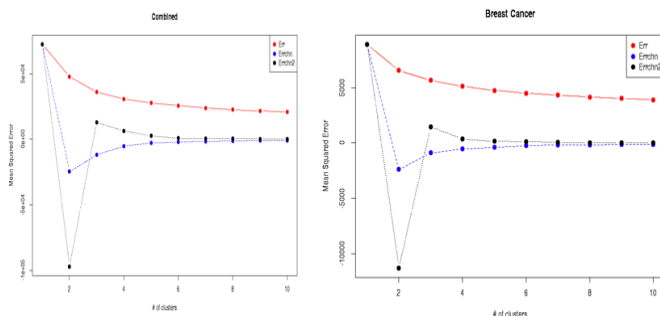 Combined
Err
Errchn
Errchn2
Mean Squared Error
5e+04
0e+00
-5e+04
-1e+05
2
4
6
8
10
# of clusters
Breast Cancer
Err
Errchn
Errchn2
Mean Squared Error
5000
0
-5000
-10000
2
4
6
8
10
# of clusters